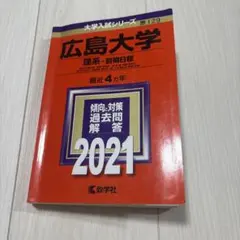 大学入試シリーズ
広島大学
理系-前期日程
最近4ヵ年
傾向と対策
過去問
解答
2021
教学社